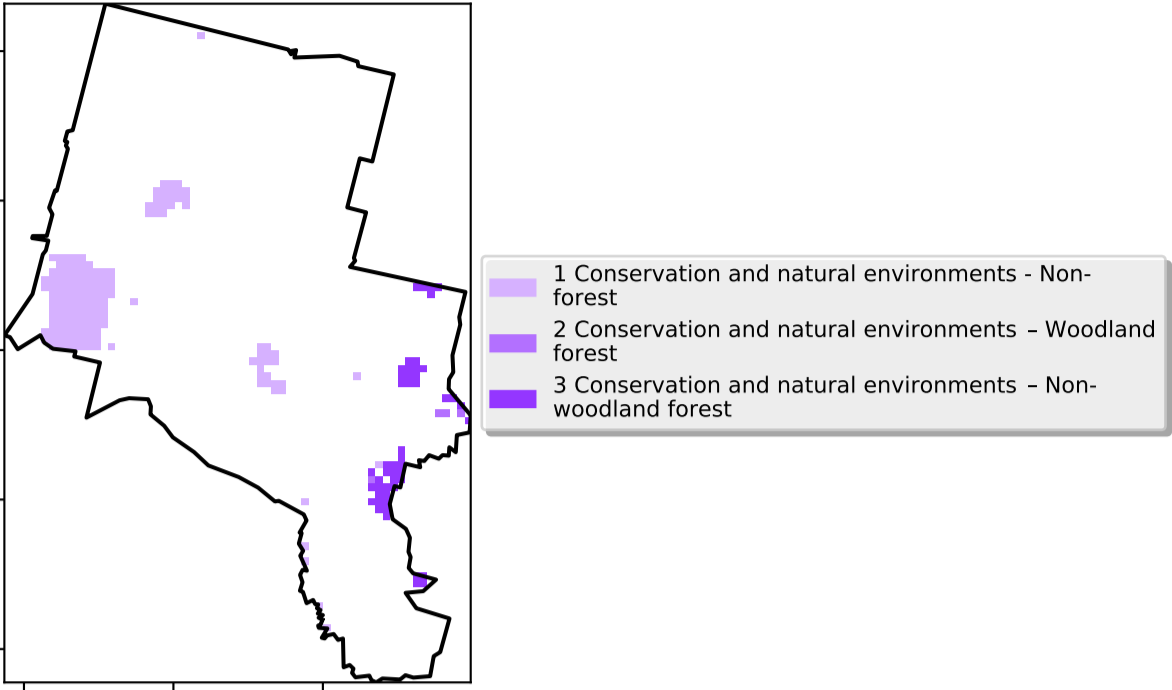 1 Conservation and natural environments - Non-
forest
2 Conservation and natural environments – Woodland
forest
3 Conservation and natural environments – Non-
woodland forest